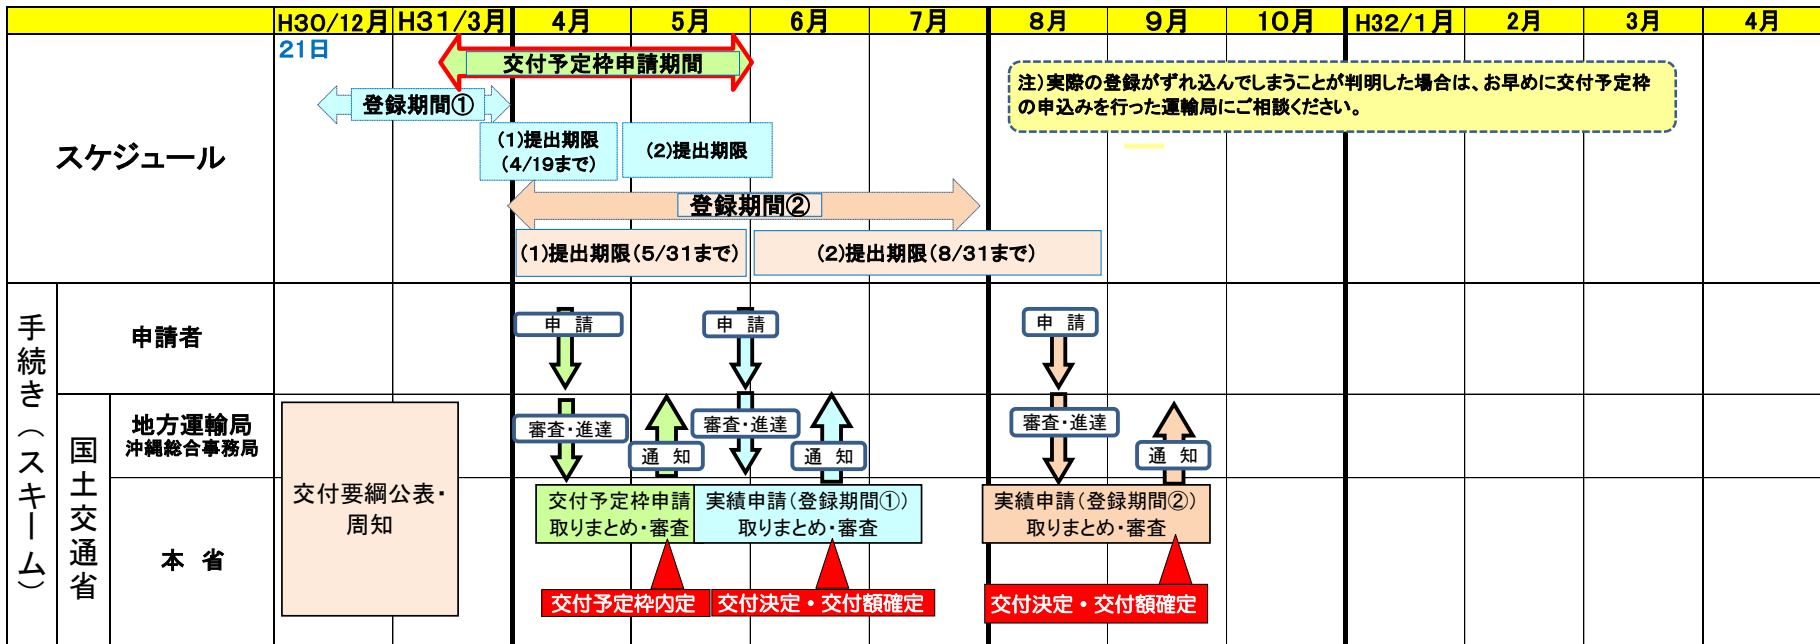 H30/12月 H31/3月 4月 5月 6月 7月 8月 9月 10月 H32/1月 2月 3月 4月
21日
交付予定枠申請期間
登録期間①
注）実際の登録がずれ込んでしまうことが判明した場合は、お早めに交付予定枠
の申込みを行った運輸局にご相談ください。
スケジュール
(1)提出期限
(4/19まで)
(2)提出期限
登録期間②
(1)提出期限(5/31まで)
(2)提出期限(8/31まで)
手続き（スキーム）
申請者
申 請
申 請
申 請
国土交通省
地方運輸局
沖縄総合事務局
審査・進達
通 知
審査・進達
通 知
審査・進達
通 知
本 省
交付要綱公表・
周知
交付予定枠申請
取りまとめ・審査
実績申請(登録期間①)
取りまとめ・審査
実績申請(登録期間②)
取りまとめ・審査
交付予定枠内定
交付決定・交付額確定
交付決定・交付額確定